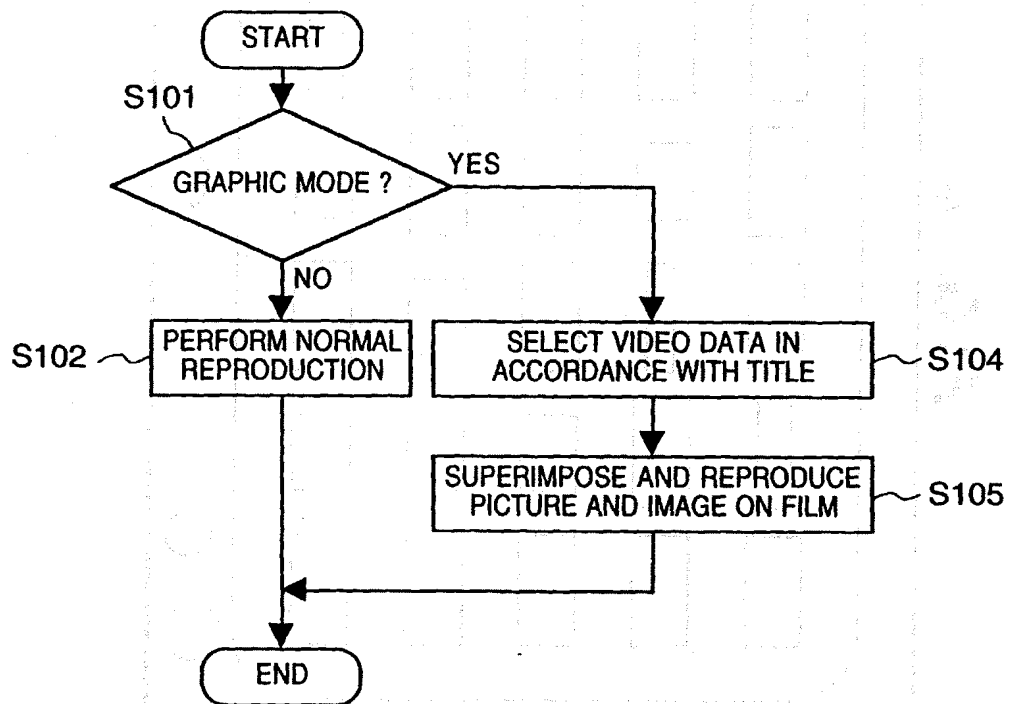 START
S101
GRAPHIC MODE ?
YES
NO
S102
PERFORM NORMAL
REPRODUCTION
SELECT VIDEO DATA IN
ACCORDANCE WITH TITLE
S104
SUPERIMPOSE AND REPRODUCE
PICTURE AND IMAGE ON FILM
S105
END